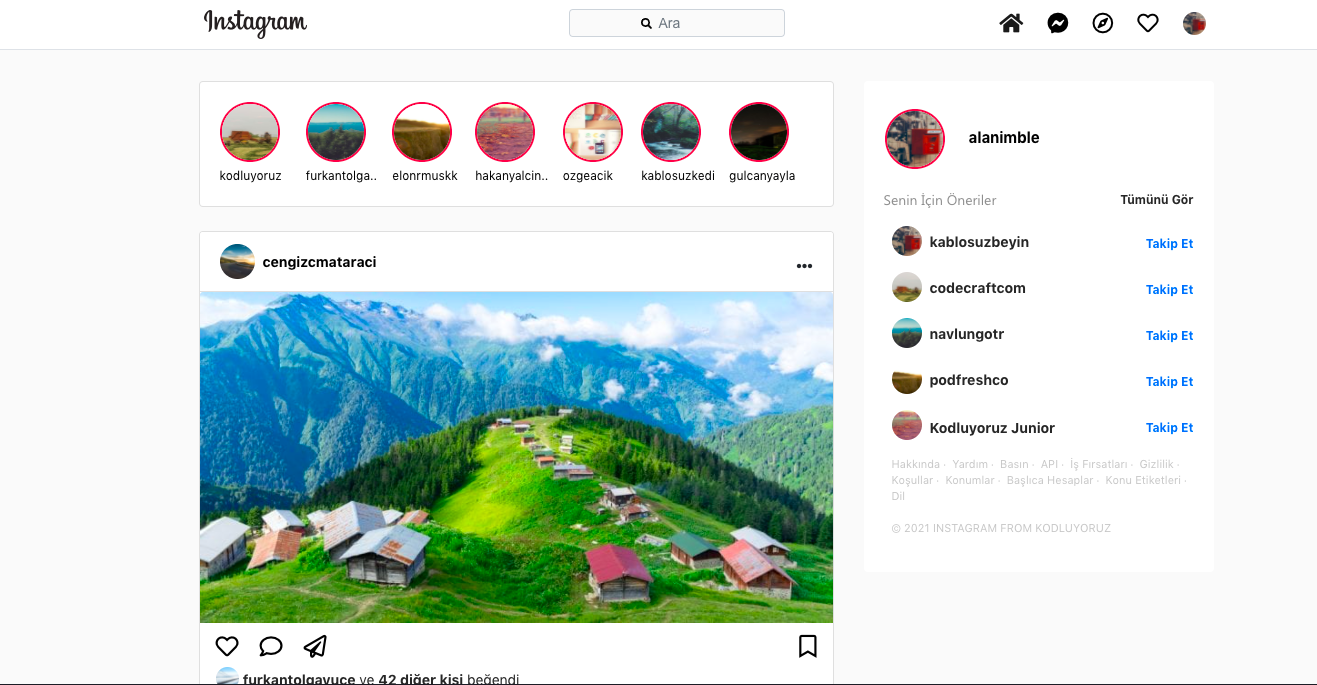 Instagram
Ara
kodluyoruz furkantolga.. elonrmuskk hakanyalcin.. ozgeacik kablosuzkedi gulcanyayla
cengizcmataraci
furkantolgayuce ve 42 diğer kişi beğendi
alanimble
Senin İçin Öneriler Tümünü Gör
kablosuzbeyin Takip Et
codecraftcom Takip Et
navlungotr Takip Et
podfreshco Takip Et
Kodluyoruz Junior Takip Et
Hakkında · Yardım · Basın · API · İş Fırsatları · Gizlilik ·
Koşullar · Konumlar · Başlıca Hesaplar · Konu Etiketleri ·
Dil
© 2021 INSTAGRAM FROM KODLUYORUZ